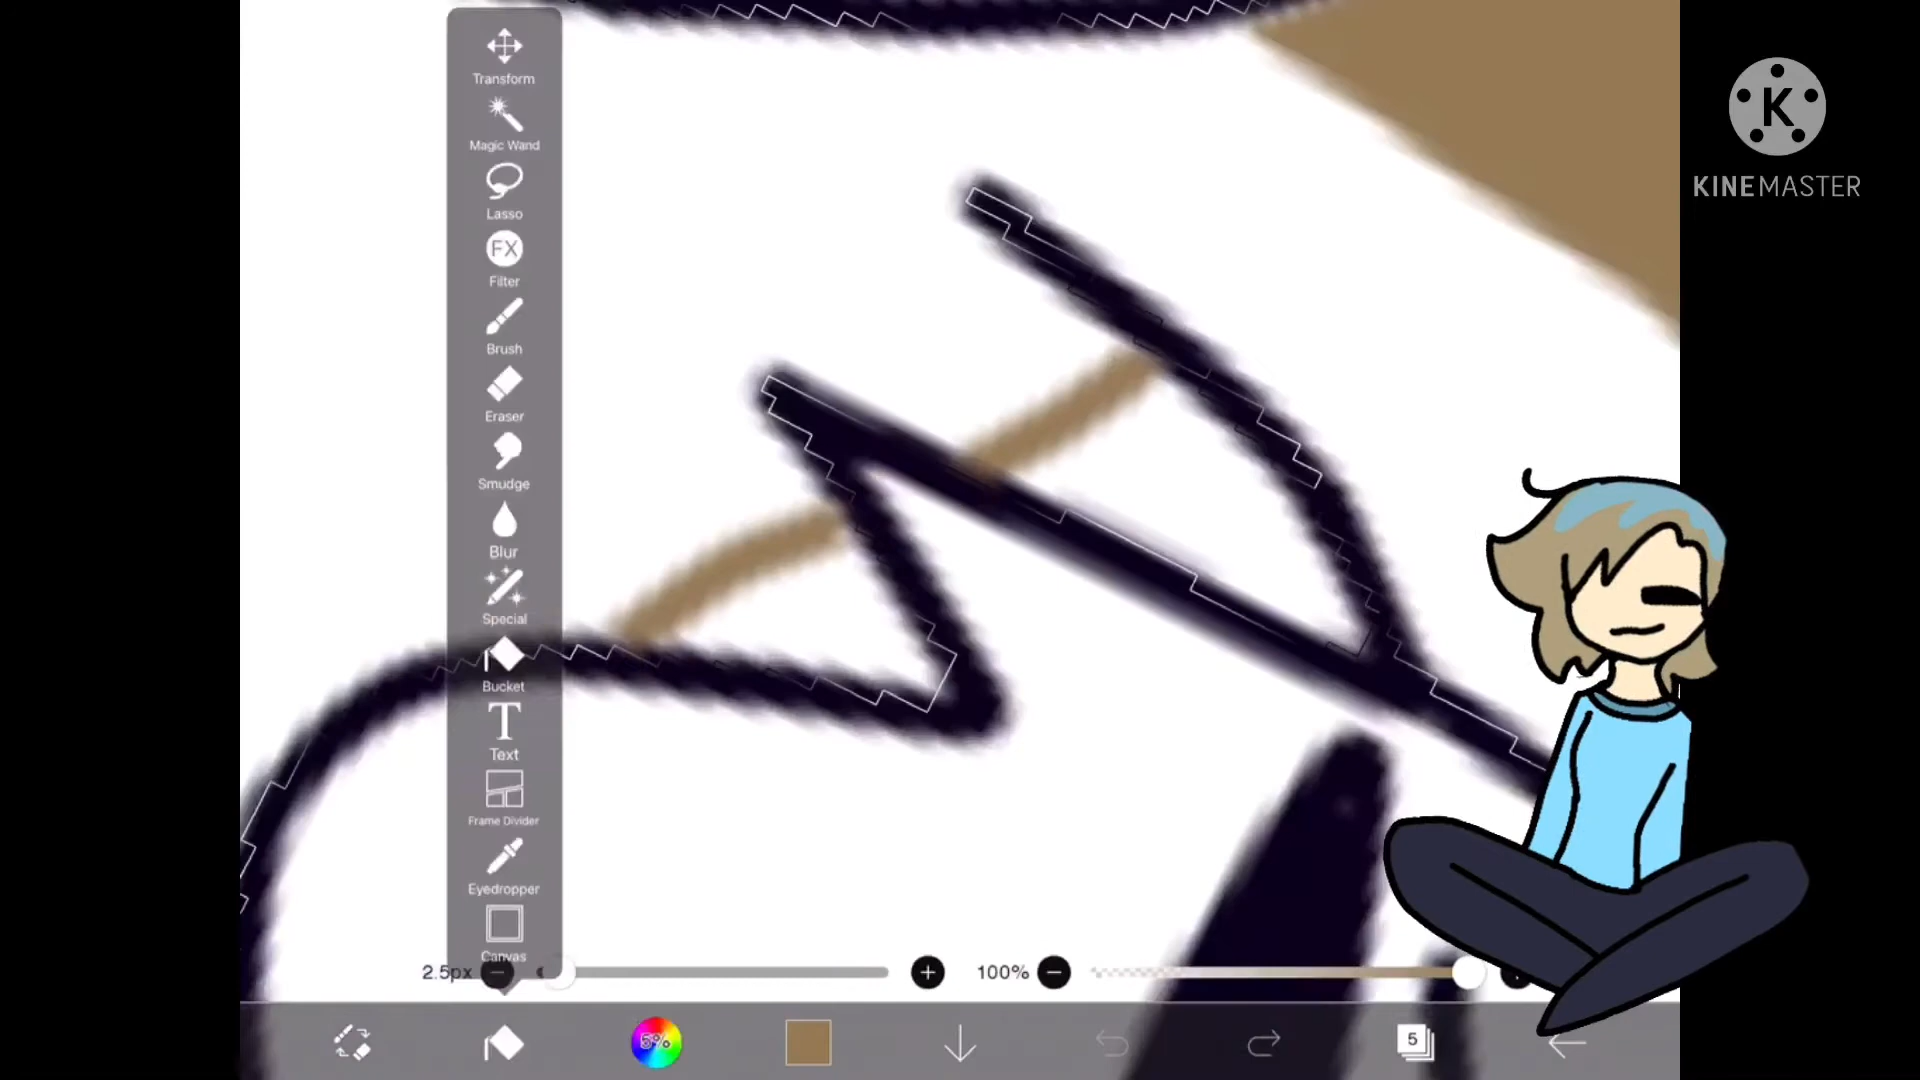 Transform
Magic Wand
Lasso
FX
Filter
Brush
Eraser
Smudge
Blur
Special
Bucket
T
Text
Frame Divider
Eyedropper
Canvas
2.5px
100%
6%
5
K
KINEMASTER